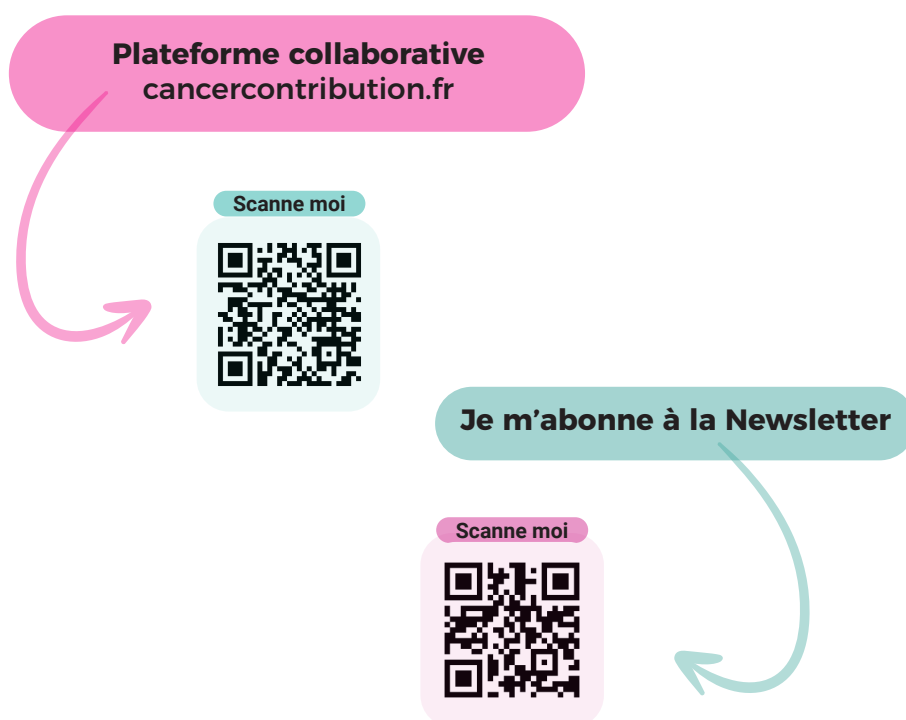 Plateforme collaborative
cancercontribution.fr
Scanne moi
Je m’abonne à la Newsletter
Scanne moi